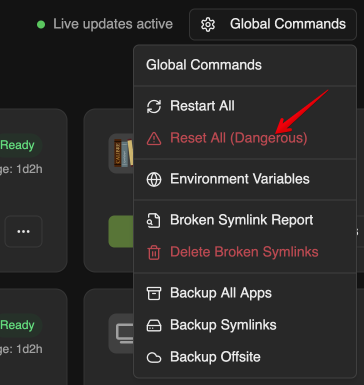 Live updates active
Global Commands
Global Commands
Restart All
Ready
Reset All (Dangerous)
ge: 1d2h
Environment Variables
Broken Symlink Report
Delete Broken Symlinks
Backup All Apps
Ready
Backup Symlinks
ge: 1d2h
Backup Offsite